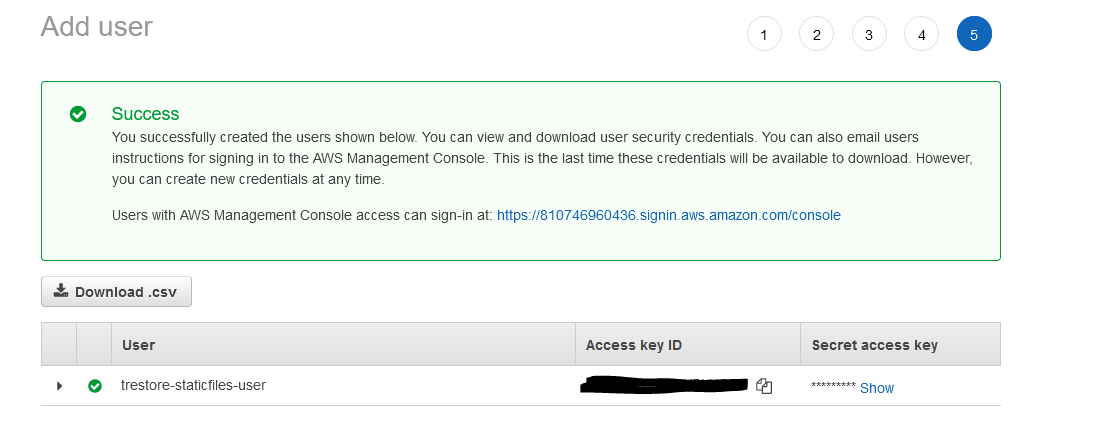 Add user
1 2 3 4 5
Success
You successfully created the users shown below. You can view and download user security credentials. You can also email users
instructions for signing in to the AWS Management Console. This is the last time these credentials will be available to download. However,
you can create new credentials at any time.
Users with AWS Management Console access can sign-in at: https://810746960436.signin.aws.amazon.com/console
Download .csv
User Access key ID Secret access key
trestore-staticfiles-user ********* Show